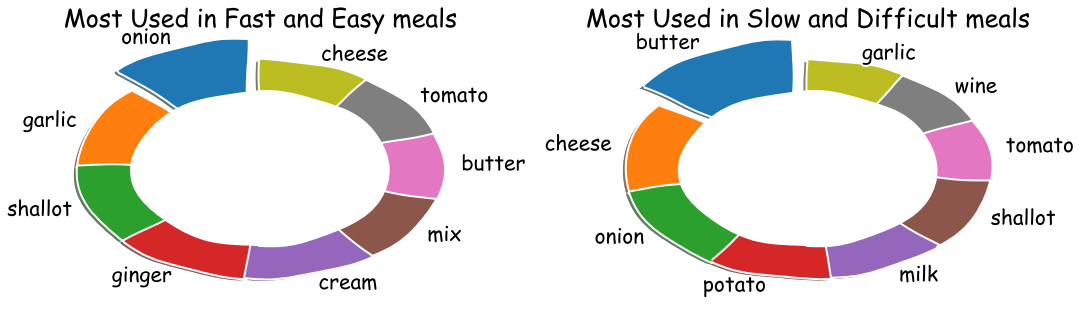 Most Used in Fast and Easy meals
onion
cheese
tomato
garlic
butter
shallot
mix
ginger
cream
Most Used in Slow and Difficult meals
butter
garlic
wine
cheese
tomato
shallot
onion
milk
potato